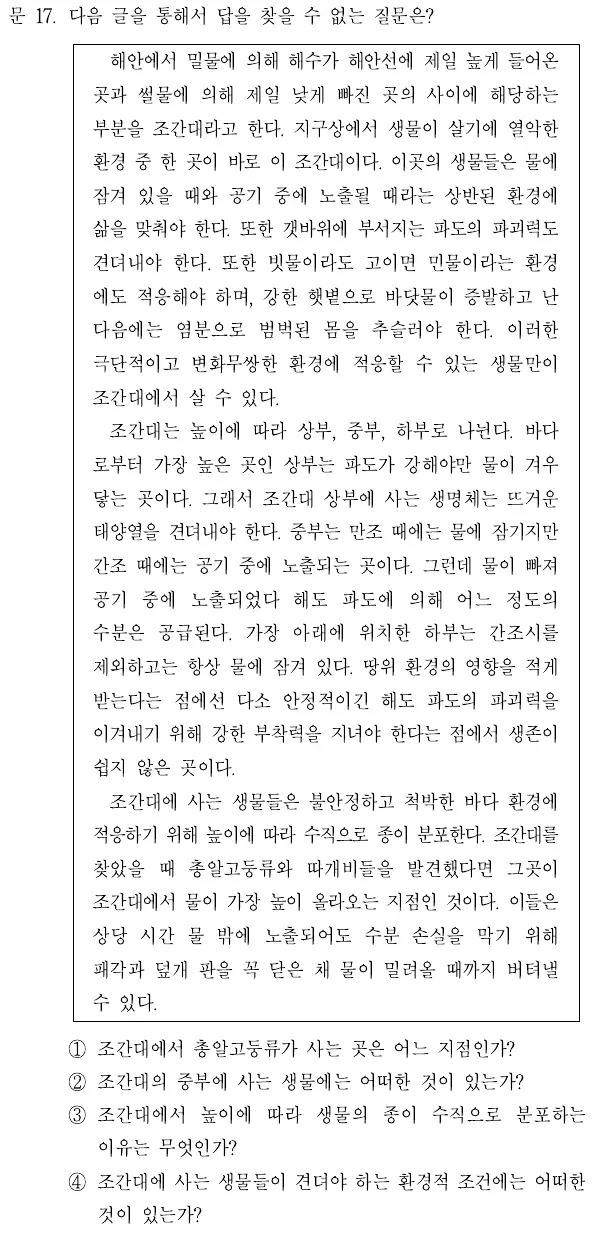 문 17. 다음 글을 통해서 답을 찾을 수 없는 질문은?
해안에서 밀물에 의해 해수가 해안선에 제일 높게 들어온
곳과 썰물에 의해 제일 낮게 빠진 곳의 사이에 해당하는
부분을 조간대라고 한다. 지구상에서 생물이 살기에 열악한
환경 중 한 곳이 바로 이 조간대이다. 이곳의 생물들은 물에
잠겨 있을 때와 공기 중에 노출될 때라는 상반된 환경에
삶을 맞춰야 한다. 또한 갯바위에 부서지는 파도의 파괴력도
견뎌내야 한다. 또한 빗물이라도 고이면 민물이라는 환경
에도 적응해야 하며, 강한 햇볕으로 바닷물이 증발하고 난
다음에는 염분으로 범벅된 몸을 추슬러야 한다. 이러한
극단적이고 변화무쌍한 환경에 적응할 수 있는 생물만이
조간대에서 살 수 있다.
조간대는 높이에 따라 상부, 중부, 하부로 나뉜다. 바다
로부터 가장 높은 곳인 상부는 파도가 강해야만 물이 겨우
닿는 곳이다. 그래서 조간대 상부에 사는 생명체는 뜨거운
태양열을 견뎌내야 한다. 중부는 만조 때에는 물에 잠기지만
간조 때에는 공기 중에 노출되는 곳이다. 그런데 물이 빠져
공기 중에 노출되었다 해도 파도에 의해 어느 정도의
수분은 공급된다. 가장 아래에 위치한 하부는 간조시를
제외하고는 항상 물에 잠겨 있다. 땅위 환경의 영향을 적게
받는다는 점에선 다소 안정적이긴 해도 파도의 파괴력을
이겨내기 위해 강한 부착력을 지녀야 한다는 점에서 생존이
쉽지 않은 곳이다.
조간대에 사는 생물들은 불안정하고 척박한 바다 환경에
적응하기 위해 높이에 따라 수직으로 종이 분포한다. 조간대를
찾았을 때 총알고둥류와 따개비들을 발견했다면 그곳이
조간대에서 물이 가장 높이 올라오는 지점인 것이다. 이들은
상당 시간 물 밖에 노출되어도 수분 손실을 막기 위해
패각과 덮개 판을 꼭 닫은 채 물이 밀려올 때까지 버텨낼
수 있다.
① 조간대에서 총알고둥류가 사는 곳은 어느 지점인가?
② 조간대의 중부에 사는 생물에는 어떠한 것이 있는가?
③ 조간대에서 높이에 따라 생물의 종이 수직으로 분포하는
이유는 무엇인가?
④ 조간대에 사는 생물들이 견뎌야 하는 환경적 조건에는 어떠한
것이 있는가?